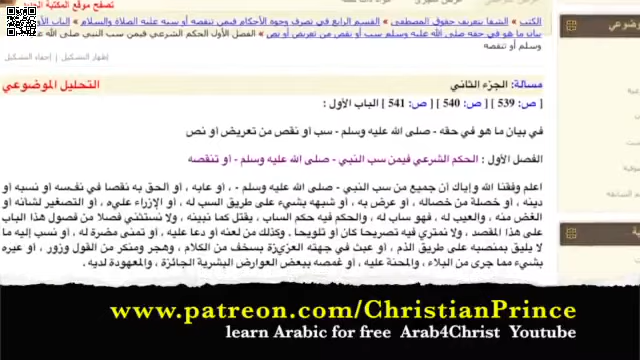 تصفح موقع المكتبة
الكتب » الشفا بتعريف حقوق المصطفى » القسم الرابع في تصرف وجوه الأحكام فيمن تنقصه أو سبه عليه الصلاة والسلام » الباب الأول
بيان ما هو في حقه صلى الله عليه وسلم سب أو نقص من تعريض أو نص » الفصل الأول الحكم الشرعي فيمن سب النبي صلى الله عليه
وسلم أو تنقصه
إظهار التشكيل | إخفاء التشكيل
مسألة: الجزء الثاني
التحليل الموضوعي
[ ص: 539 ] [ ص: 540 ] [ ص: 541 ] الباب الأول :
في بيان ما هو في حقه - صلى الله عليه وسلم - سب أو نقص من تعريض أو نص
الفصل الأول : الحكم الشرعي فيمن سب النبي - صلى الله عليه وسلم - أو تنقصه
اعلم وفقنا الله وإياك أن جميع من سب النبي - صلى الله عليه وسلم - ، أو عابه ، أو ألحق به نقصا في نفسه أو نسبه أو
دينه ، أو خصلة من خصاله ، أو عرض به ، أو شبهه بشيء على طريق السب له ، أو الإزراء عليه ، أو التصغير لشأنه أو
الغض منه ، والعيب له ، فهو ساب له ، والحكم فيه حكم الساب ، يقتل كما نبينه ، ولا نستثني فصلا من فصول هذا الباب
على هذا المقصد ، ولا نمتري فيه تصريحا كان أو تلويحا . وكذلك من لعنه أو دعا عليه ، أو تمنى مضرة له ، أو نسب إليه ما
لا يليق بمنصبه على طريق الذم ، أو عبث في جهته العزيزة بسخف من الكلام ، وهجر ومنكر من القول وزور ، أو عيره
بشيء مما جرى من البلاء ، والمحنة عليه ، أو غمصه ببعض العوارض البشرية الجائزة ، والمعهودة لديه .
www.patreon.com/ChristianPrince
learn Arabic for free Arab4Christ Youtube